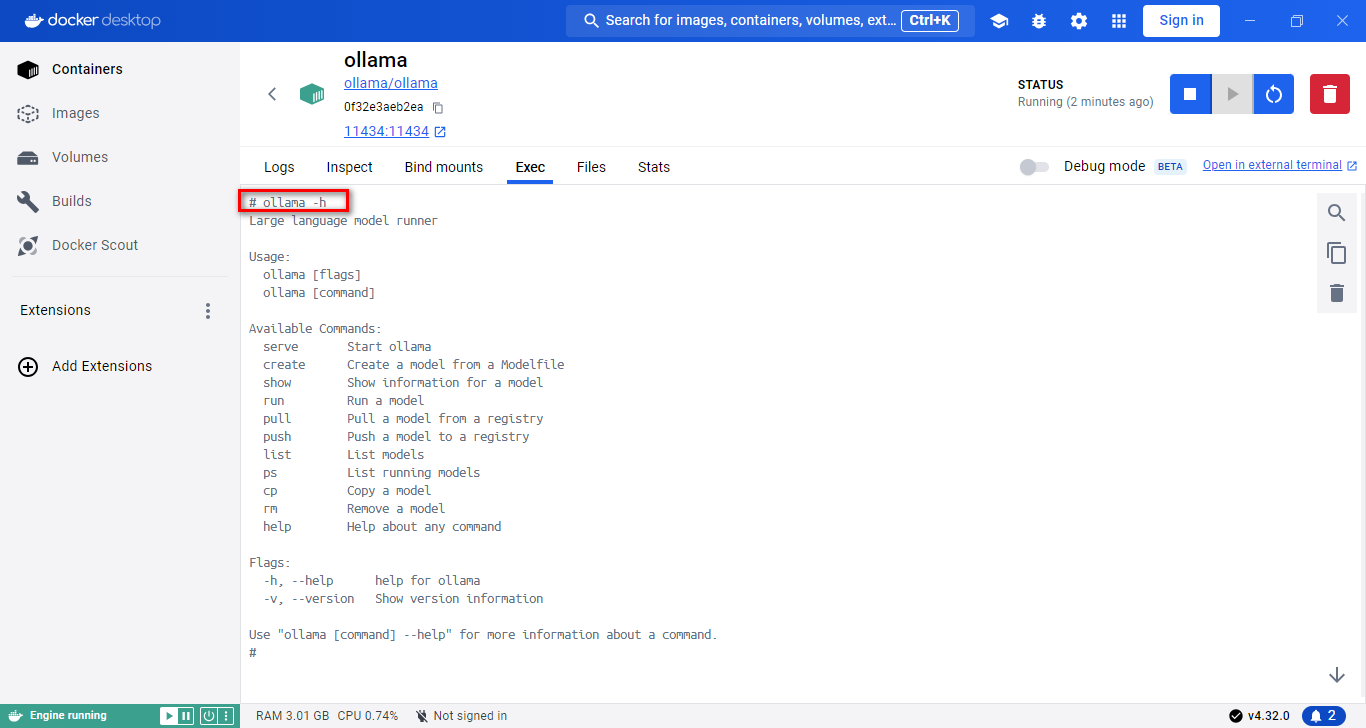 docker desktop
Search for images, containers, volumes, ext... Ctrl+K
Sign in
Containers
Images
Volumes
Builds
Docker Scout
Extensions
Add Extensions
ollama
ollama/ollama
0f32e3aeb2ea
11434:11434
STATUS
Running (2 minutes ago)
Logs Inspect Bind mounts Exec Files Stats
Debug mode BETA Open in external terminal
# ollama -h
Large language model runner
Usage:
ollama [flags]
ollama [command]
Available Commands:
serve Start ollama
create Create a model from a Modelfile
show Show information for a model
run Run a model
pull Pull a model from a registry
push Push a model to a registry
list List models
ps List running models
cp Copy a model
rm Remove a model
help Help about any command
Flags:
-h, --help help for ollama
-v, --version Show version information
Use "ollama [command] --help" for more information about a command.
#
Engine running
RAM 3.01 GB CPU 0.74% Not signed in
v4.32.0 2